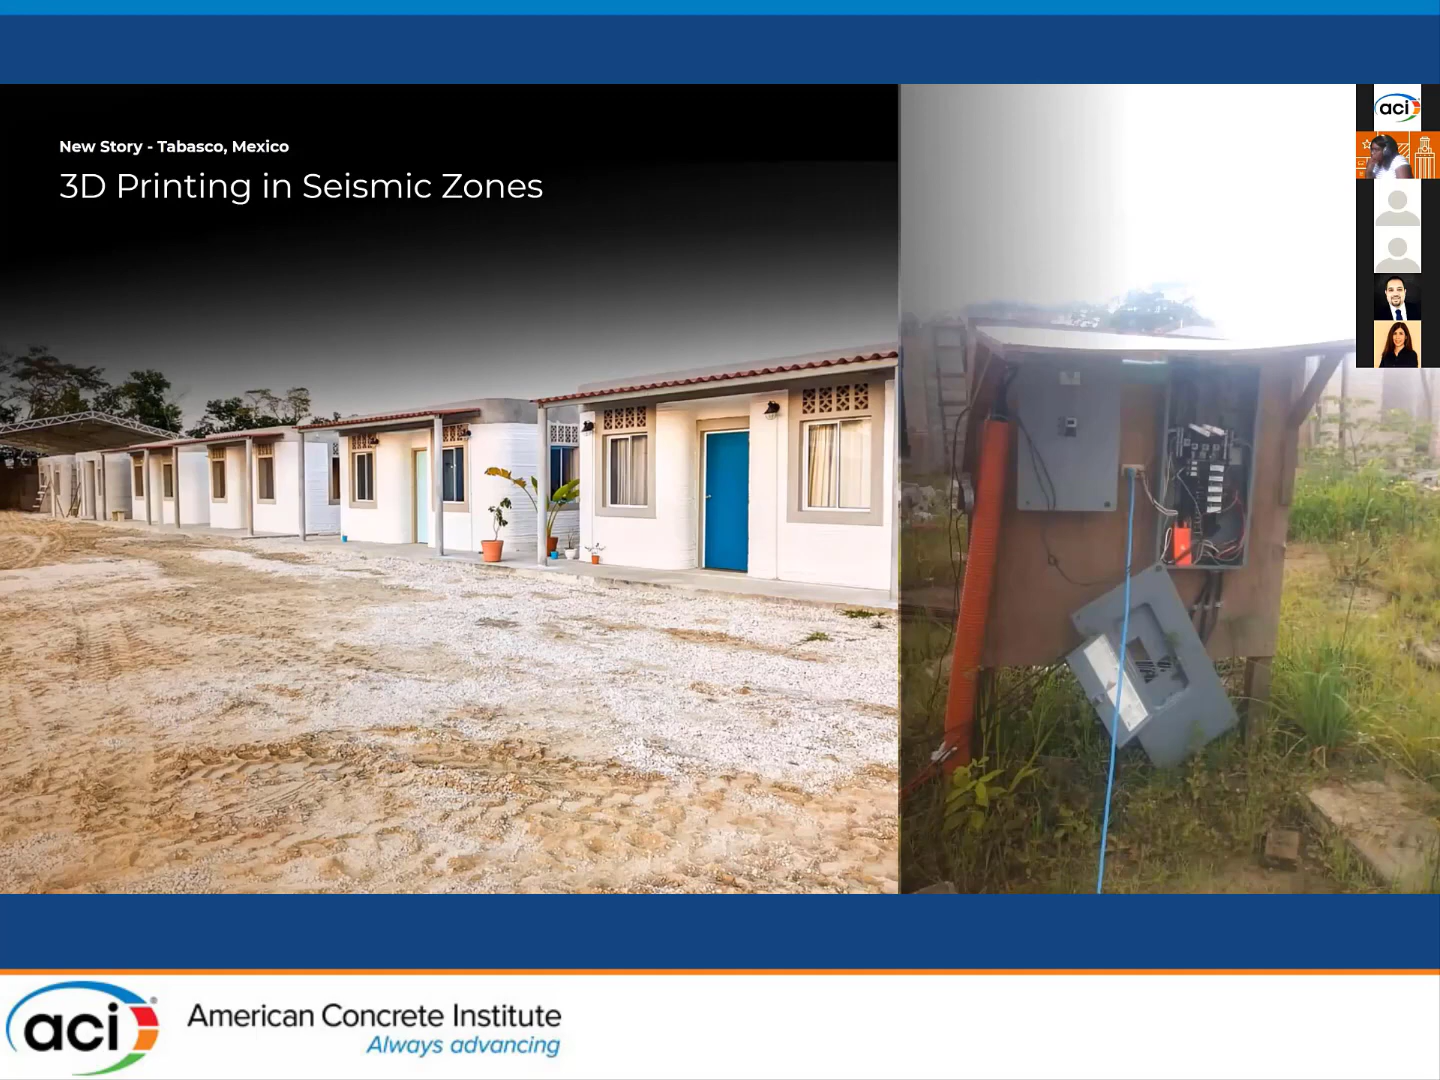 New Story - Tabasco, Mexico
3D Printing in Seismic Zones
aci
aci
American Concrete Institute
Always advancing